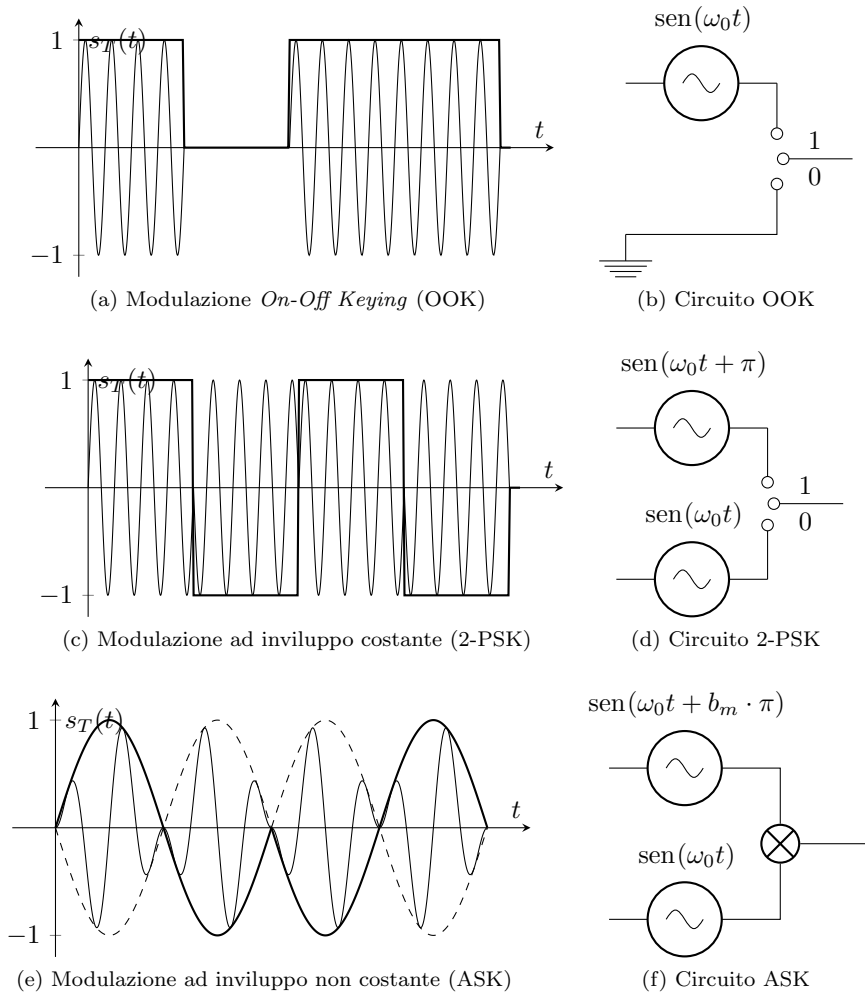 sen(ω₀t)
1
s_T(t)
t
−1
1
0
(a) Modulazione On-Off Keying (OOK)
(b) Circuito OOK
sen(ω₀t + π)
1
s_T(t)
t
−1
sen(ω₀t)
1
0
(c) Modulazione ad inviluppo costante (2-PSK)
(d) Circuito 2-PSK
sen(ω₀t + bₘ · π)
1
s_T(t)
t
−1
sen(ω₀t)
(e) Modulazione ad inviluppo non costante (ASK)
(f) Circuito ASK